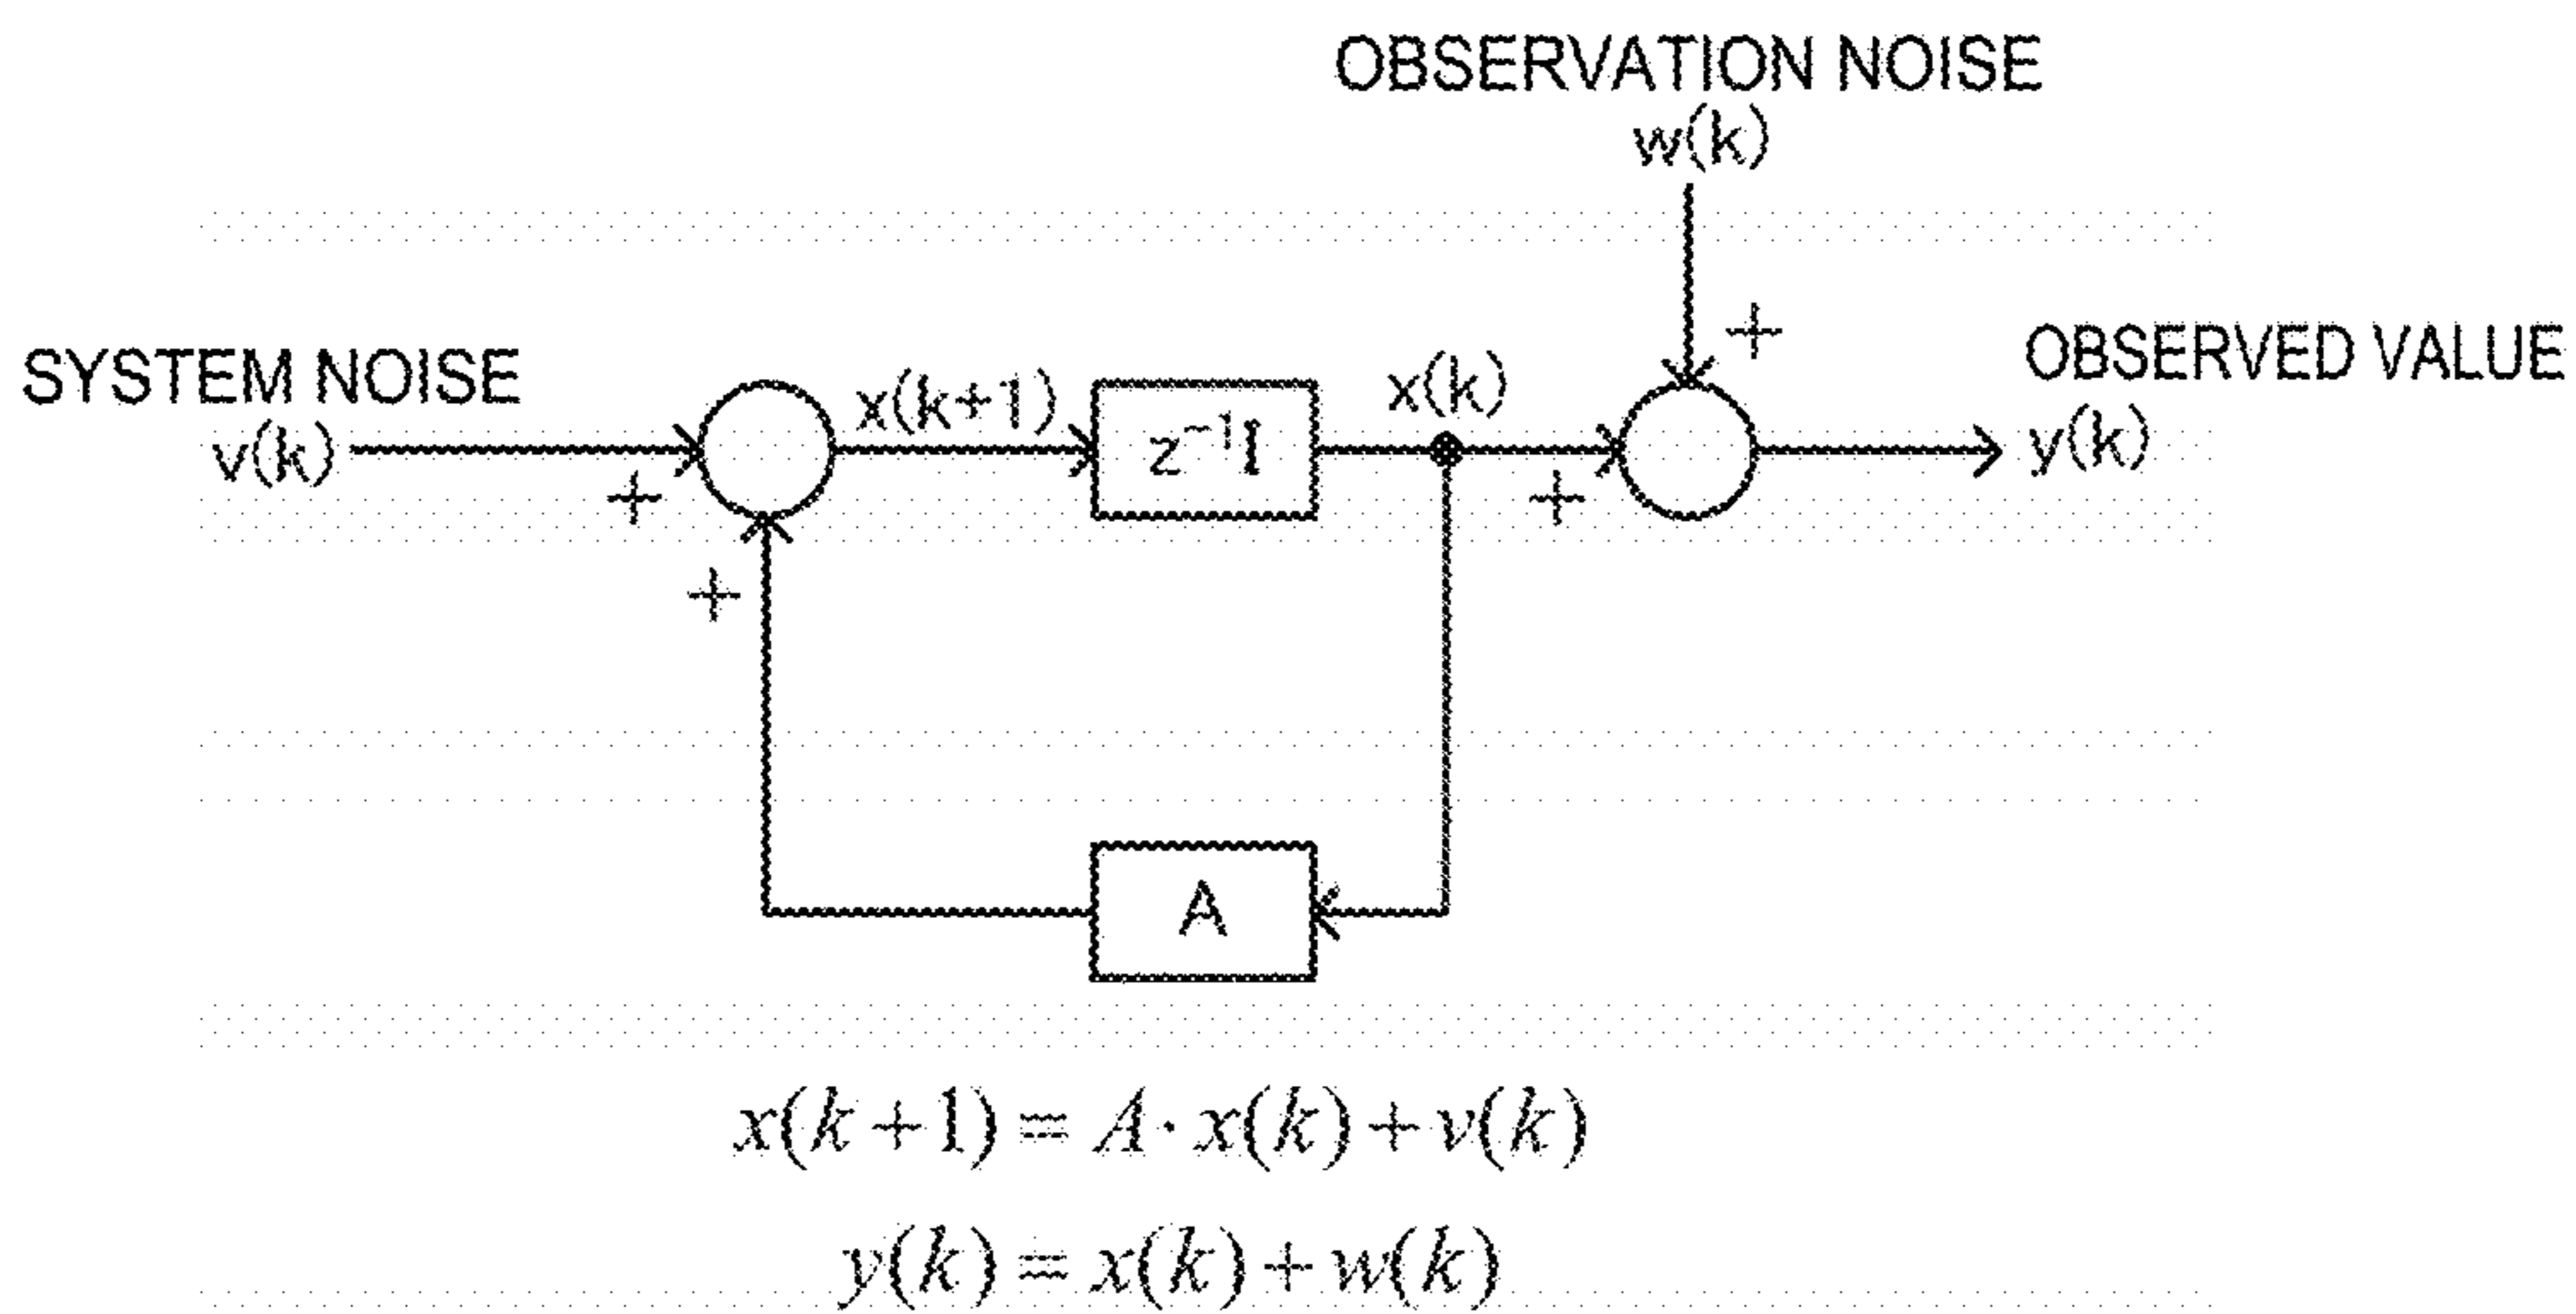 OBSERVATION NOISE
w(k)
+
SYSTEM NOISE
v(k)
+
+
x(k+1)
z⁻¹I
x(k)
+
OBSERVED VALUE
y(k)
A
x(k+1) = A· x(k)+v(k)
y(k) = x(k)+w(k)